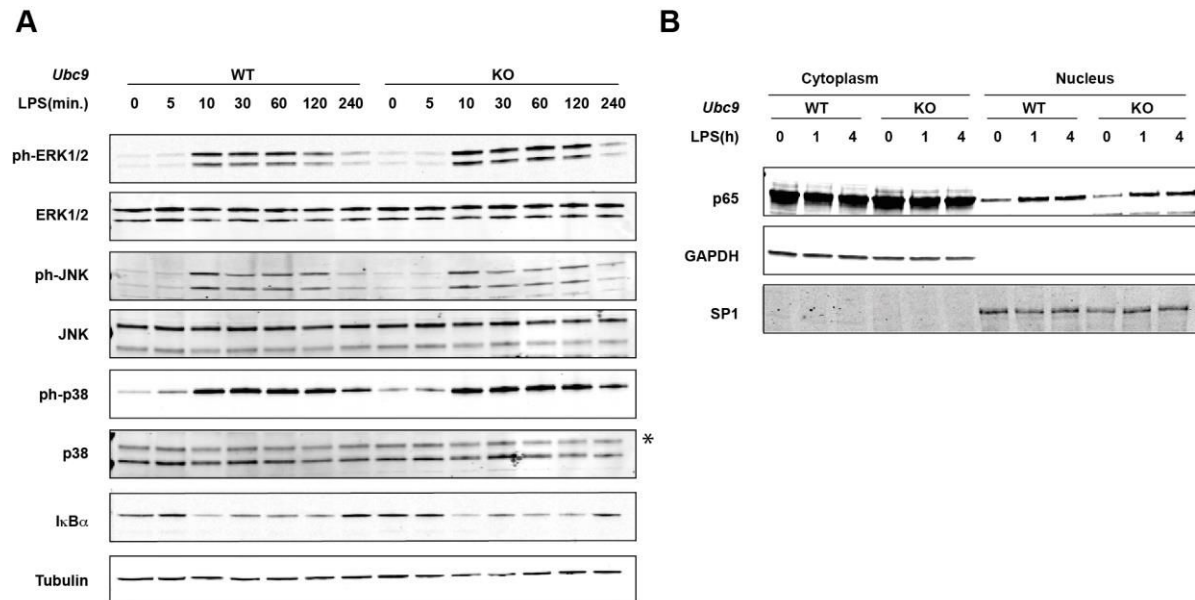 A
Ubc9 WT KO
LPS(min.) 0 5 10 30 60 120 240 0 5 10 30 60 120 240
ph-ERK1/2
ERK1/2
ph-JNK
JNK
ph-p38
p38 *
IκBα
Tubulin
B
Cytoplasm Nucleus
Ubc9 WT KO WT KO
LPS(h) 0 1 4 0 1 4 0 1 4 0 1 4
p65
GAPDH
SP1